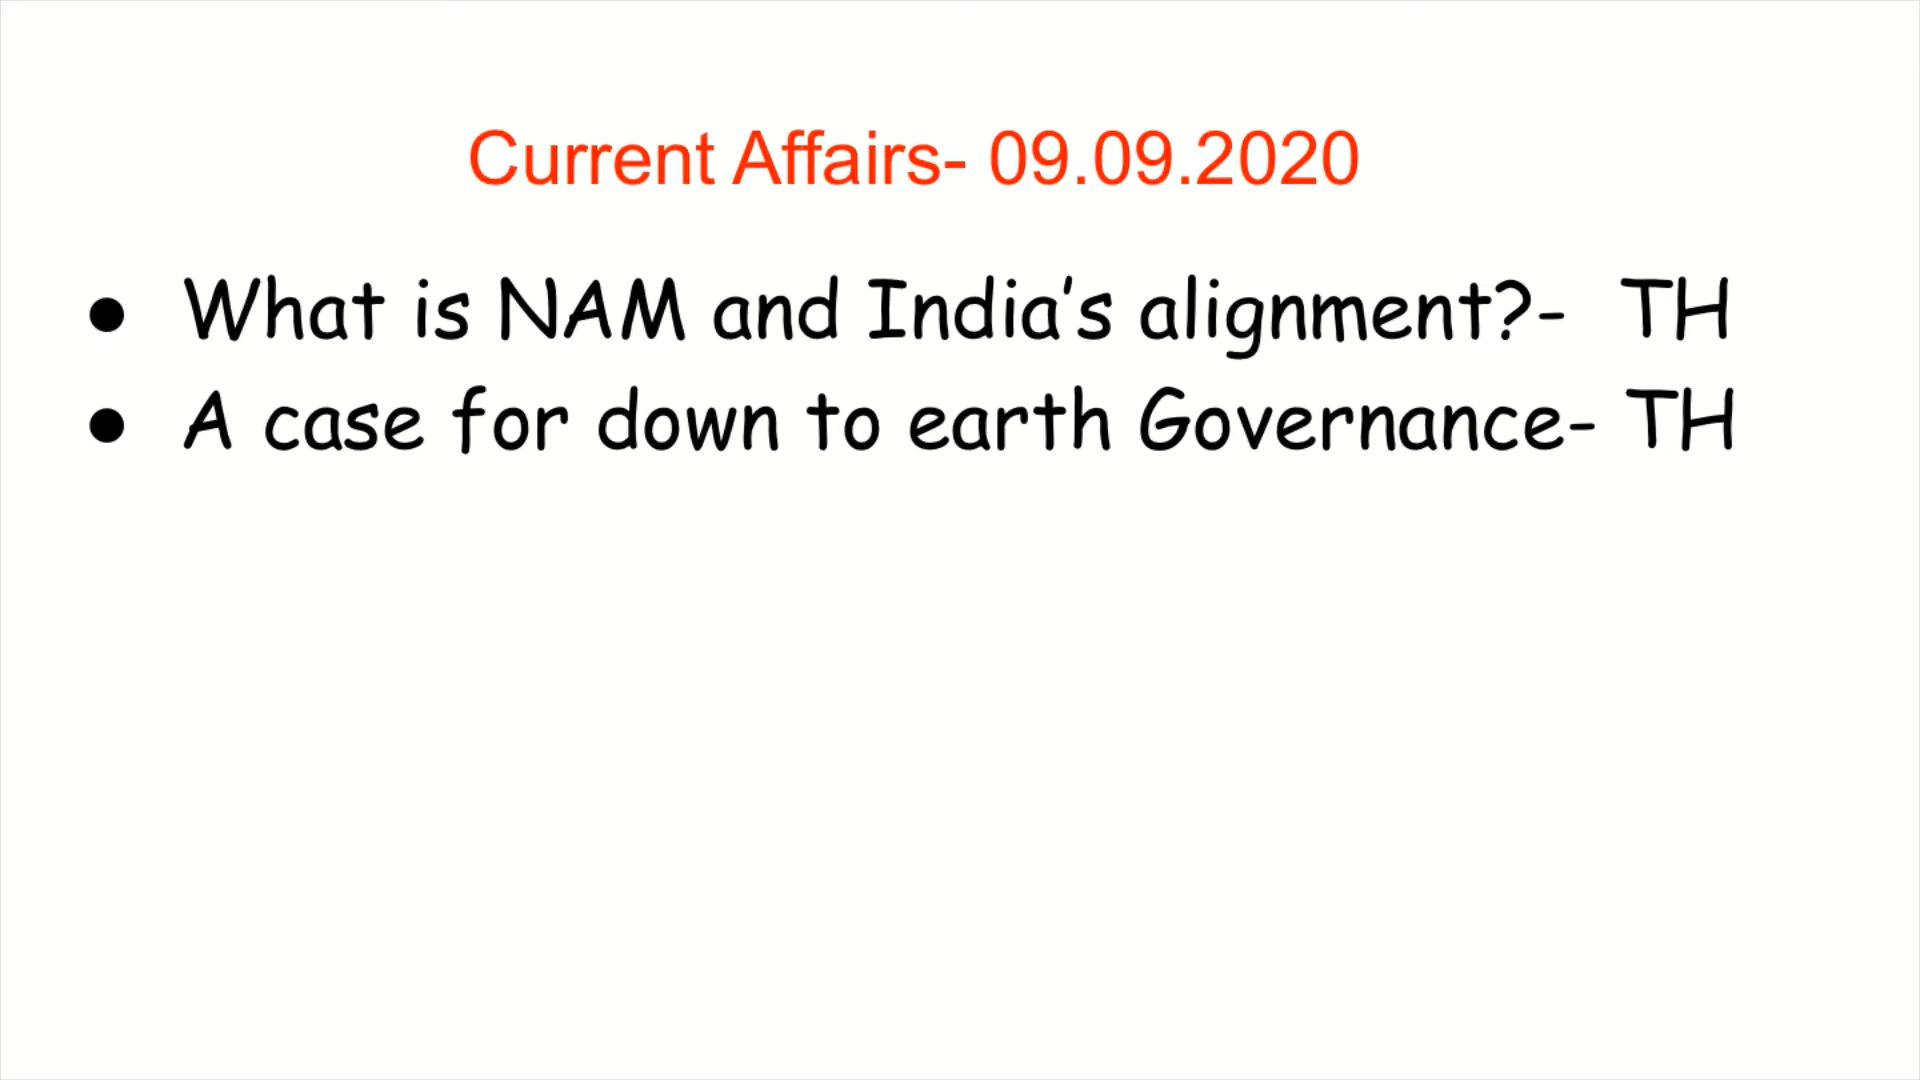 Current Affairs- 09.09.2020
● What is NAM and India’s alignment?- TH
● A case for down to earth Governance- TH